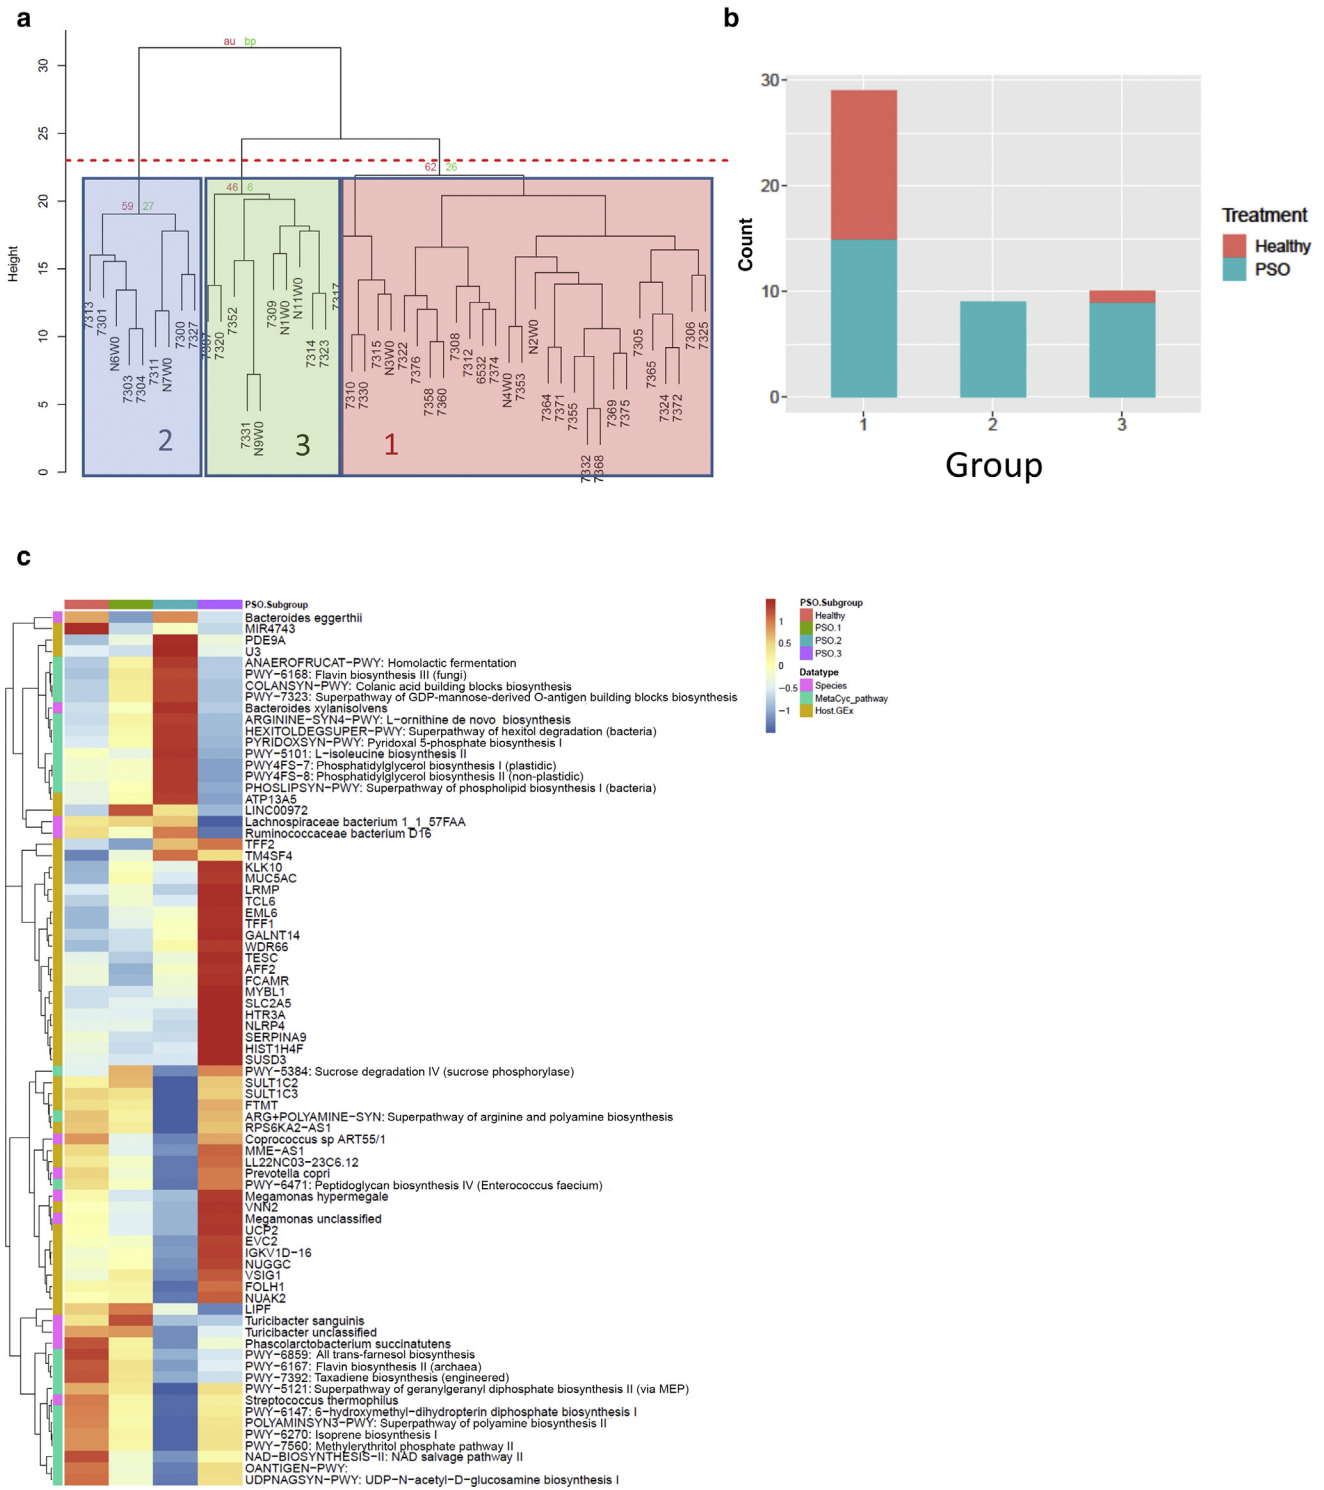 a
au bp
Height
30
25
20
15
10
5
0
62 26
46 6
59 27
7313
7301
N6W0
7303
7304
7311
N7W0
7300
7327
7320
7352
7331
N9W0
7309
N1W0
N11W0
7314
7323
7317
7310
7330
7315
N3W0
7322
7376
7358
7360
7308
7312
6532
7374
N4W0
7353
N2W0
7364
7371
7355
7332
7368
7369
7375
7305
7365
7324
7372
7306
7325
2
3
1
b
Count
30
20
10
0
1 2 3
Group
Treatment
Healthy
PSO
c
PSO.Subgroup
Bacteroides eggerthii
MIR4743
PDE9A
U3
ANAEROFRUCAT−PWY: Homolactic fermentation
PWY−6168: Flavin biosynthesis III (fungi)
COLANSYN−PWY: Colanic acid building blocks biosynthesis
PWY−7323: Superpathway of GDP−mannose−derived O−antigen building blocks biosynthesis
Bacteroides xylanisolvens
ARGININE−SYN4−PWY: L−ornithine de novo biosynthesis
HEXITOLDEGSUPER−PWY: Superpathway of hexitol degradation (bacteria)
PYRIDOXSYN−PWY: Pyridoxal 5−phosphate biosynthesis I
PWY−5101: L−isoleucine biosynthesis II
PWY4FS−7: Phosphatidylglycerol biosynthesis I (plastidic)
PWY4FS−8: Phosphatidylglycerol biosynthesis II (non−plastidic)
PHOSLIPSYN−PWY: Superpathway of phospholipid biosynthesis I (bacteria)
ATP13A5
LINC00972
Lachnospiraceae bacterium 1_1_57FAA
Ruminococcaceae bacterium D16
TFF2
TM4SF4
KLK10
MUC5AC
LRMP
TCL6
EML6
TFF1
GALNT14
WDR66
TESC
AFF2
FCAMR
MYBL1
SLC2A5
HTR3A
NLRP4
SERPINA9
HIST1H4F
SUSD3
PWY−5384: Sucrose degradation IV (sucrose phosphorylase)
SULT1C2
SULT1C3
FTMT
ARG+POLYAMINE−SYN: Superpathway of arginine and polyamine biosynthesis
RPS6KA2−AS1
Coprococcus sp ART55/1
MME−AS1
LL22NC03−23C6.12
Prevotella copri
PWY−6471: Peptidoglycan biosynthesis IV (Enterococcus faecium)
Megamonas hypermegale
VNN2
Megamonas unclassified
UCP2
EVC2
IGKV1D−16
NUGGC
VSIG1
FOLH1
NUAK2
LIPF
Turicibacter sanguinis
Turicibacter unclassified
Phascolarctobacterium succinatutens
PWY−6859: All trans−farnesol biosynthesis
PWY−6167: Flavin biosynthesis II (archaea)
PWY−7392: Taxadiene biosynthesis (engineered)
PWY−5121: Superpathway of geranylgeranyl diphosphate biosynthesis II (via MEP)
Streptococcus thermophilus
PWY−6147: 6−hydroxymethyl−dihydropterin diphosphate biosynthesis I
POLYAMINSYN3−PWY: Superpathway of polyamine biosynthesis II
PWY−6270: Isoprene biosynthesis I
PWY−7560: Methylerythritol phosphate pathway II
NAD−BIOSYNTHESIS−II: NAD salvage pathway II
OANTIGEN−PWY:
UDPNAGSYN−PWY: UDP−N−acetyl−D−glucosamine biosynthesis I
1
0.5
0
−0.5
−1
PSO.Subgroup
Healthy
PSO.1
PSO.2
PSO.3
Datatype
Species
MetaCyc_pathway
Host.GEx